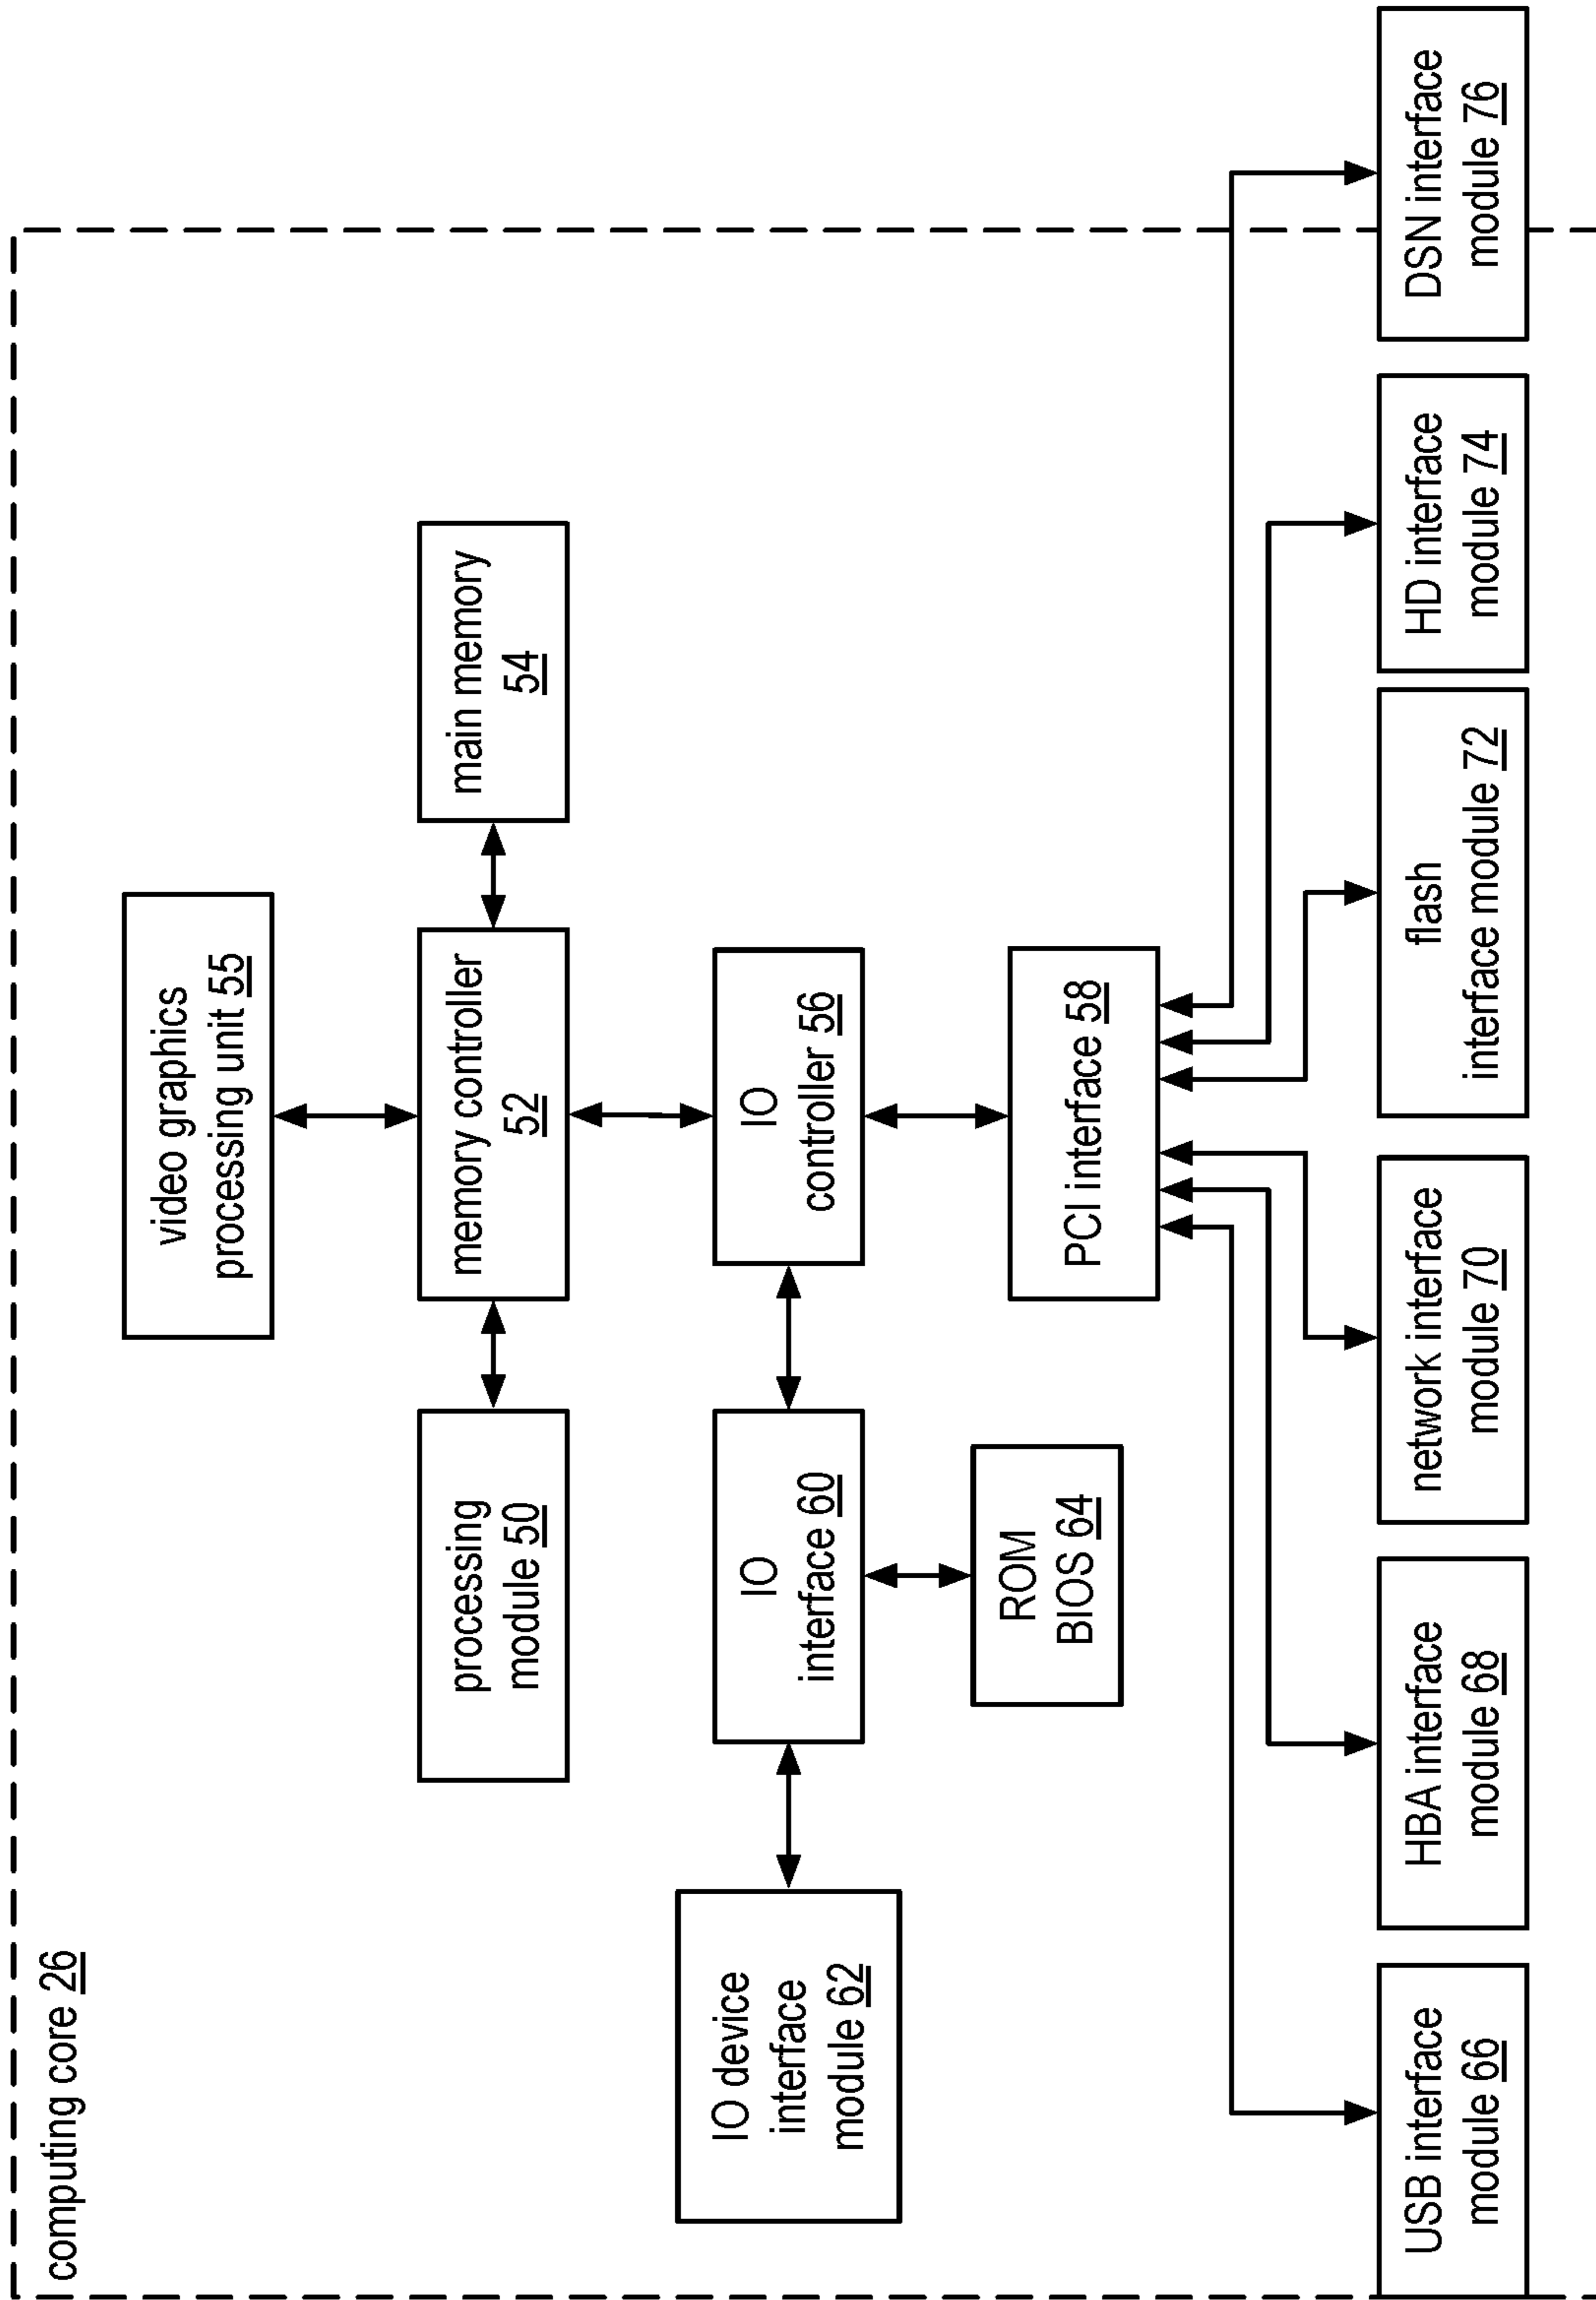 computing core 26
video graphics
processing unit 55
processing
module 50
memory controller
52
main memory
54
IO device
interface
module 62
IO
interface 60
IO
controller 56
ROM
BIOS 64
PCI interface 58
USB interface
module 66
HBA interface
module 68
network interface
module 70
flash
interface module 72
HD interface
module 74
DSN interface
module 76